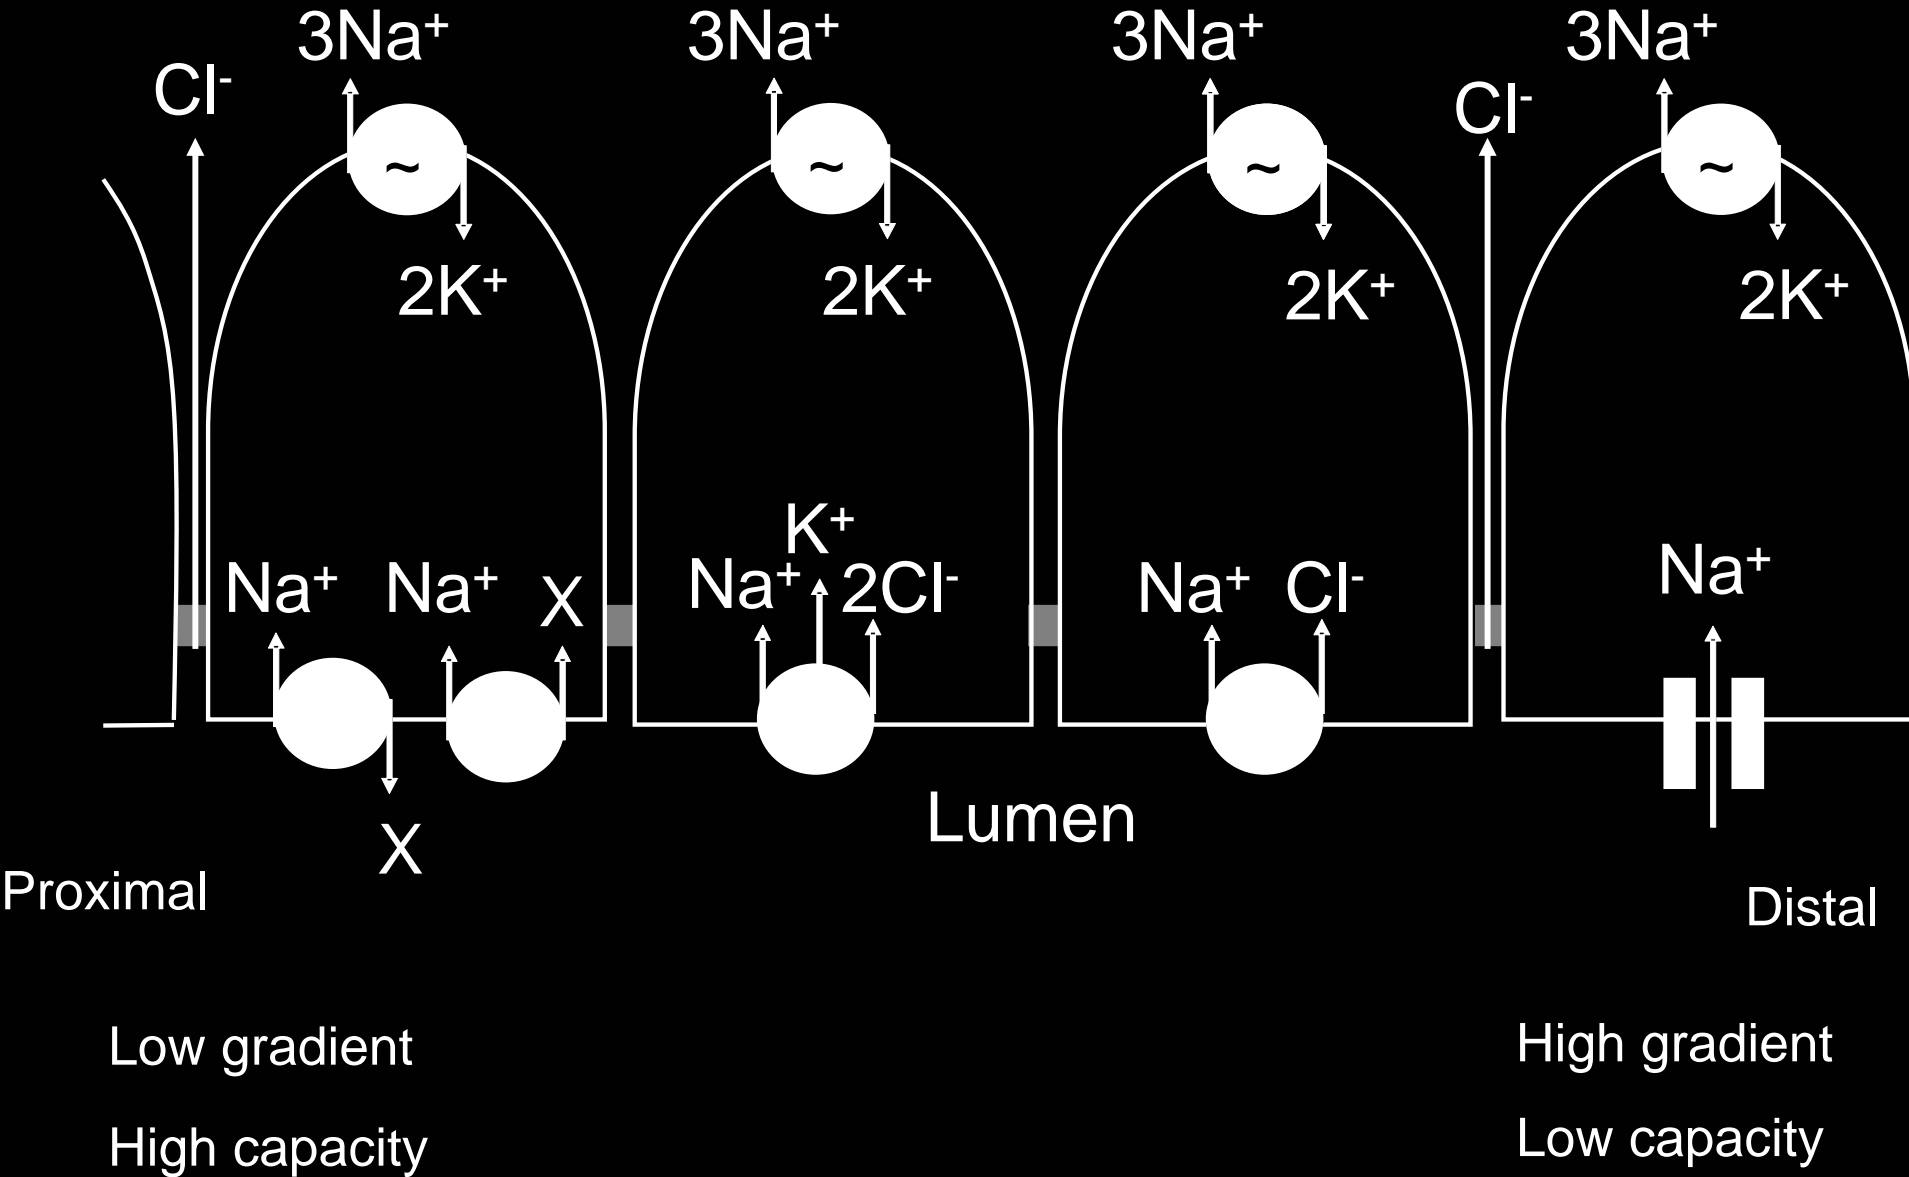 3Na⁺ 3Na⁺ 3Na⁺ 3Na⁺
Cl⁻ Cl⁻
~ ~ ~ ~
2K⁺ 2K⁺ 2K⁺ 2K⁺
K⁺
Na⁺ Na⁺ X Na⁺ 2Cl⁻ Na⁺ Cl⁻ Na⁺
Lumen
X
Proximal Distal
Low gradient High gradient
High capacity Low capacity